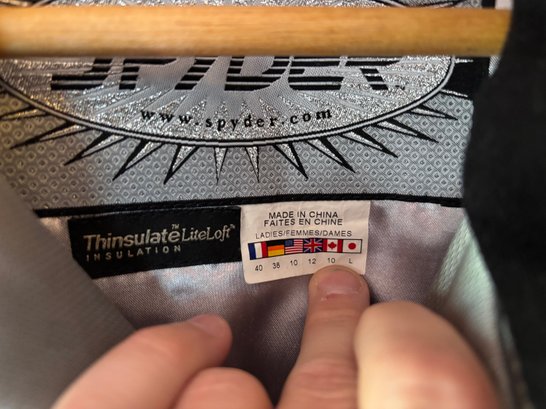 SPYDER
www.spyder.com
Thinsulate™ LiteLoft™
INSULATION
MADE IN CHINA
FAITES EN CHINE
LADIES/FEMMES/DAMES
40 38 10 12 10 L